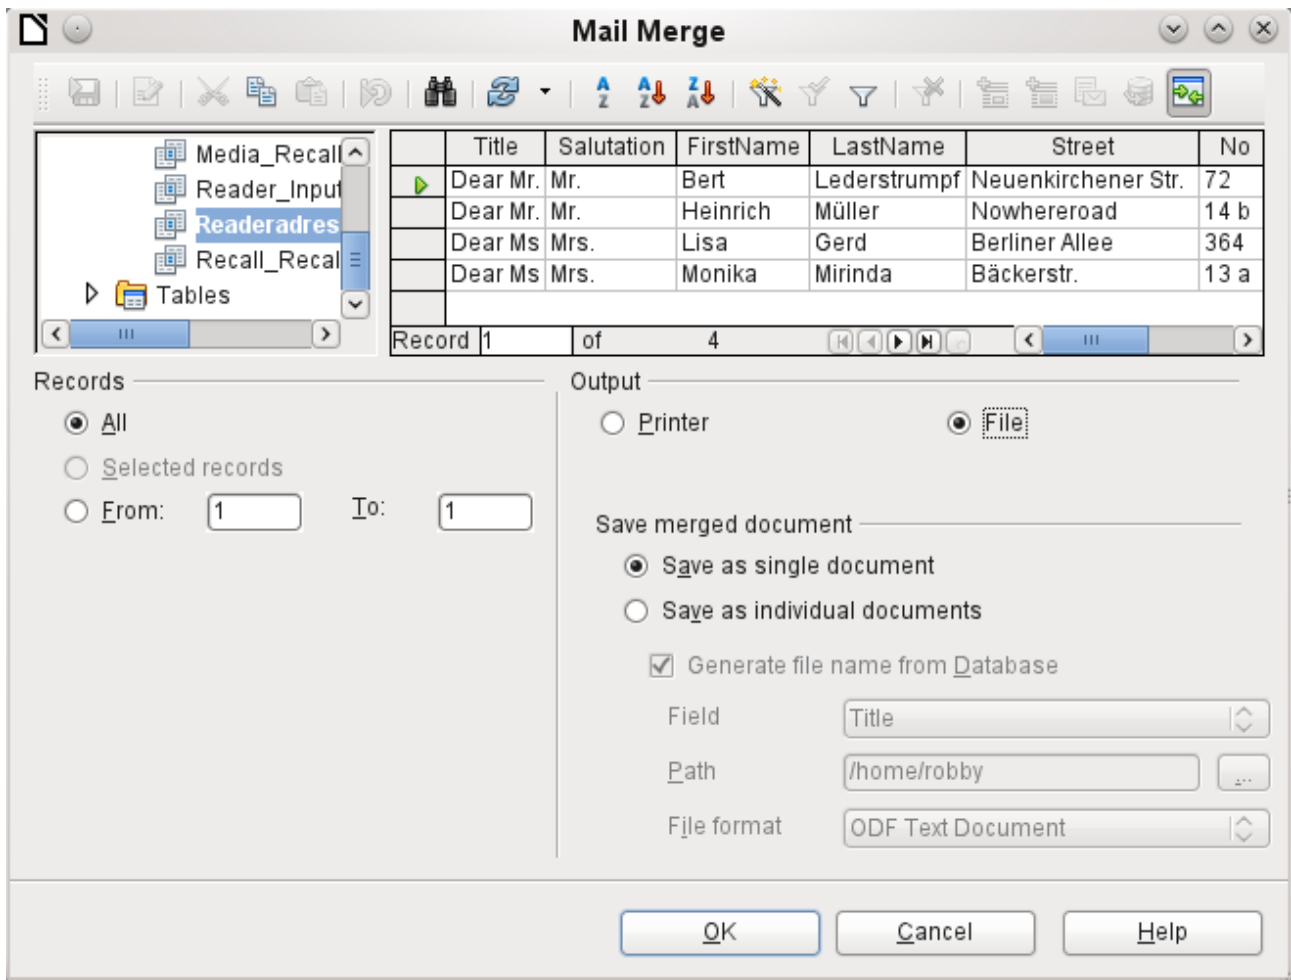 Mail Merge
Media_Recall
Reader_Input
Readeradres
Recall_Recal
Tables
Title Salutation FirstName LastName Street No
Dear Mr. Mr. Bert Lederstrumpf Neuenkirchener Str. 72
Dear Mr. Mr. Heinrich Müller Nowhereroad 14 b
Dear Ms Mrs. Lisa Gerd Berliner Allee 364
Dear Ms Mrs. Monika Mirinda Bäckerstr. 13 a
Record 1 of 4
Records
All
Selected records
From: 1 To: 1
Output
Printer File
Save merged document
Save as single document
Save as individual documents
Generate file name from Database
Field Title
Path /home/robby ...
File format ODF Text Document
OK Cancel Help